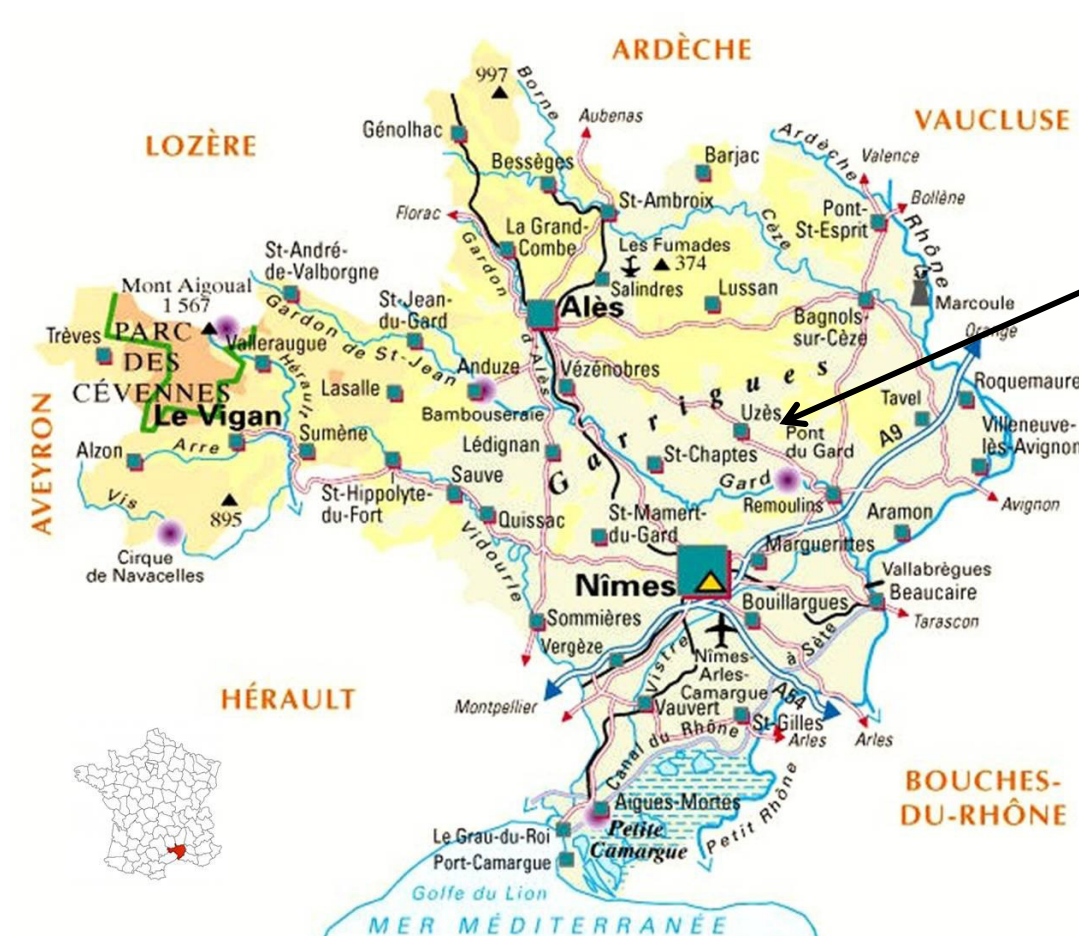 ARDÈCHE
997
Borne
Aubenas
VAUCLUSE
LOZÈRE
Génolhac
Ardèche
Valence
Bessèges
Barjac
Bollène
Florac
St-Ambroix
Pont-
St-Esprit
Rhône
La Grand-
Combe
Cèze
Gardon
Les Fumades
374
St-André-
de-Valborgne
Mont Aigoual
1 567
Salindres
Lussan
Marcoule
St-Jean-
du-Gard
Alès
Bagnols-
sur-Cèze
Orange
Gardon de St-Jean
Trèves
PARC
DES
CÉVENNES
Valleraugue
Hérault
Anduze
d'Alès
Vézénobres
Garrigues
Roquemaure
Lasalle
Bambouseraie
Uzès
Tavel
Villeneuve-
lès-Avignon
AVEYRON
Le Vigan
Sumène
Lédignan
Pont
du Gard
A9
Alzon
Arre
St-Chaptes
Gard
Sauve
Vis
895
St-Hippolyte-
du-Fort
Quissac
St-Mamert-
du-Gard
Remoulins
Avignon
Aramon
Cirque
de Navacelles
Vidourle
Marguerittes
Nîmes
Vallabrègues
Beaucaire
Bouillargues
Tarascon
Sommières
Vergèze
Vistre
Nîmes-
Arles-
Camargue
à Sète
HÉRAULT
Montpellier
A54
Vauvert
St-Gilles
Arles
Arles
Canal du Rhône
BOUCHES-
DU-RHÔNE
Petit Rhône
Aigues-Mortes
Petite
Camargue
Le Grau-du-Roi
Port-Camargue
Golfe du Lion
MER MÉDITERRANÉE